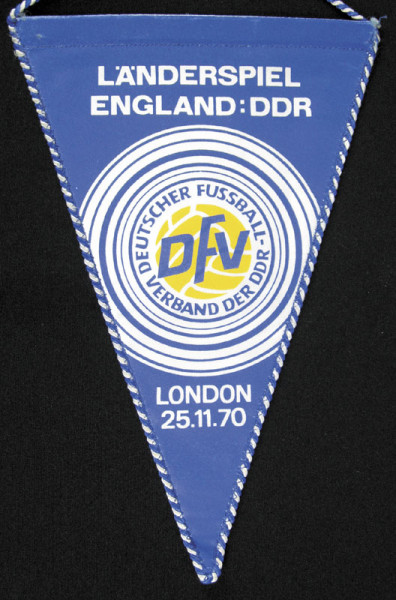 LÄNDERSPIEL
ENGLAND:DDR
DEUTSCHER FUSSBALL-
VERBAND DER DDR
DFV
LONDON
25.11.70